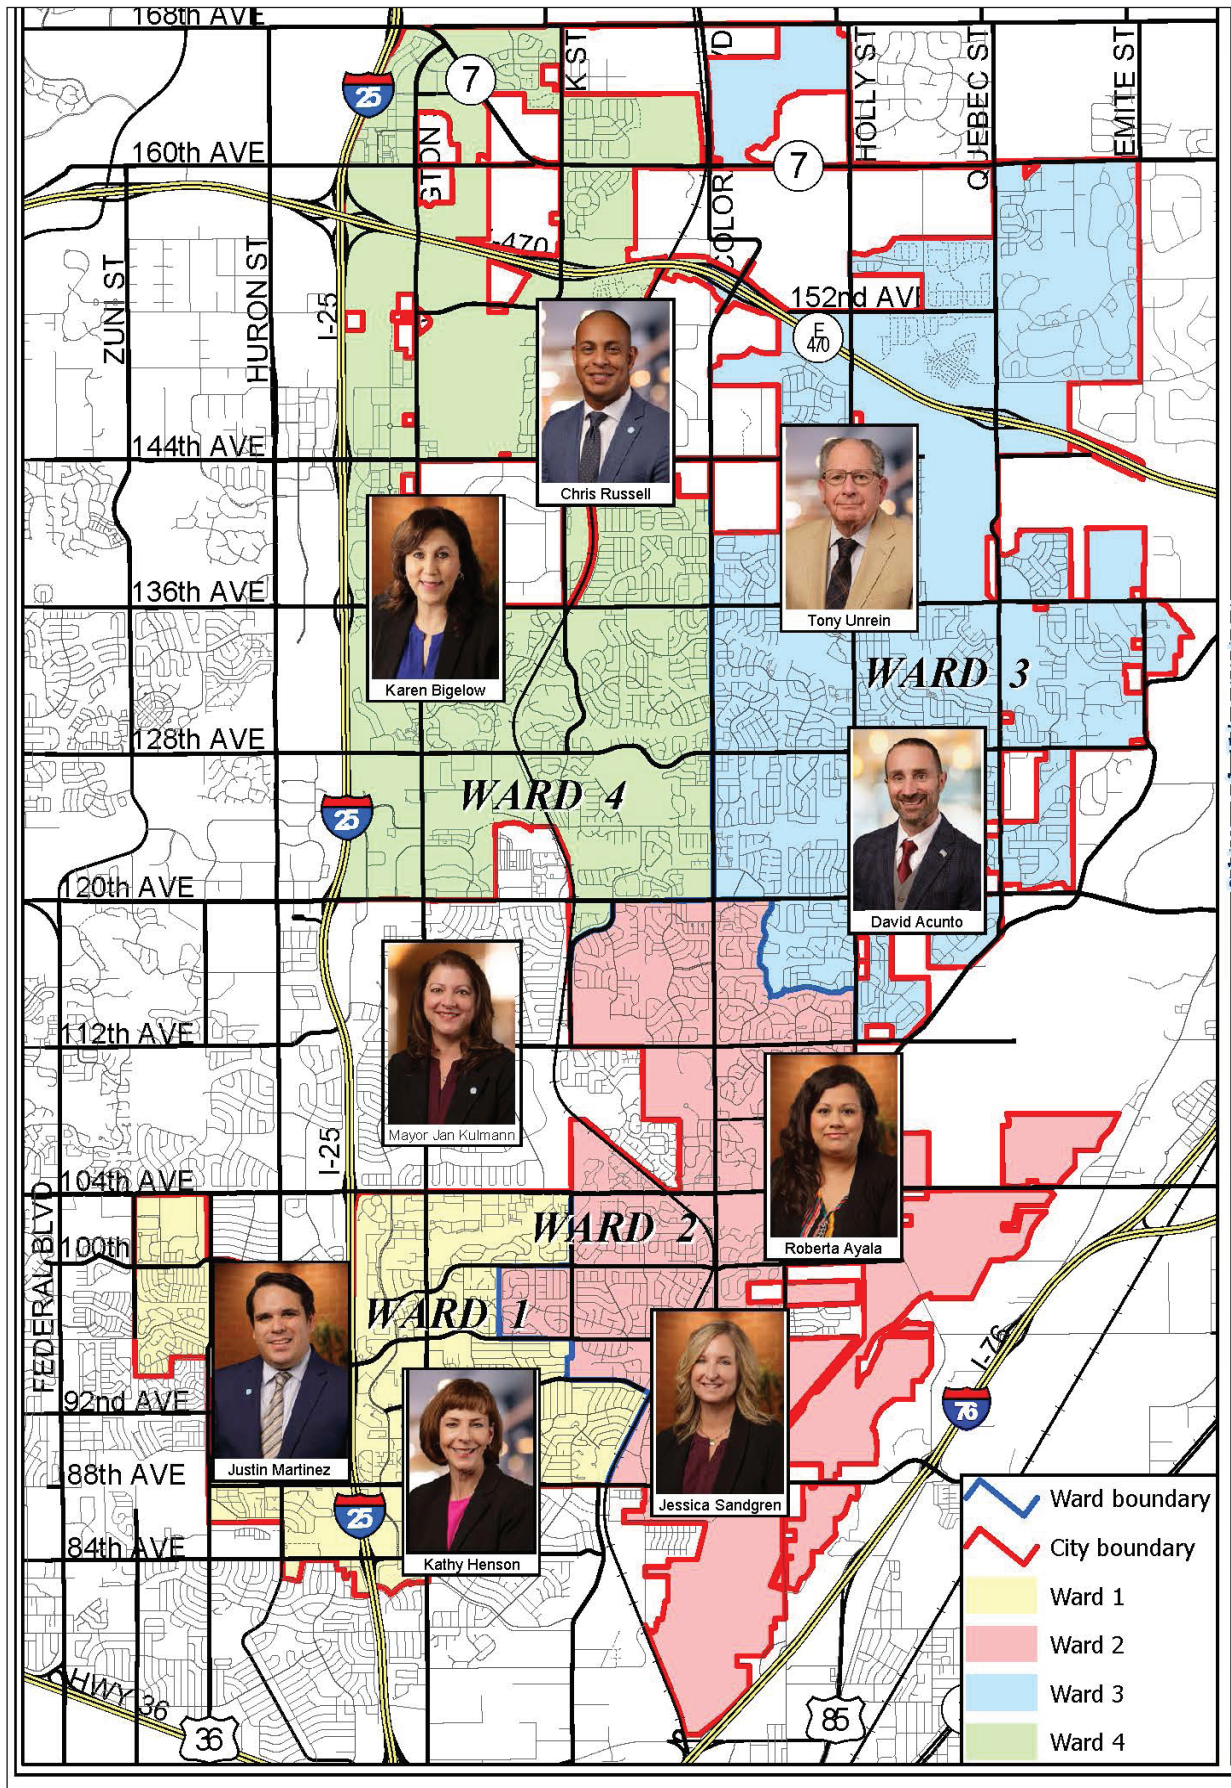 168th AVE
K ST
HOLLY ST
QUEBEC ST
EMITE ST
25
7
160th AVE
7
GTON
COLOR
-470
ZUNI ST
HURON ST
I-25
152nd AVE
E
470
144th AVE
Chris Russell
136th AVE
Tony Unrein
Karen Bigelow
WARD 3
128th AVE
WARD 4
25
120th AVE
David Acunto
112th AVE
Mayor Jan Kulmann
I-25
104th AVE
FEDERAL BLVD
100th
WARD 2
Roberta Ayala
WARD 1
I-76
92nd AVE
76
88th AVE
Justin Martinez
Jessica Sandgren
25
84th AVE
Kathy Henson
Ward boundary
City boundary
Ward 1
Ward 2
Ward 3
Ward 4
HWY 36
36
85